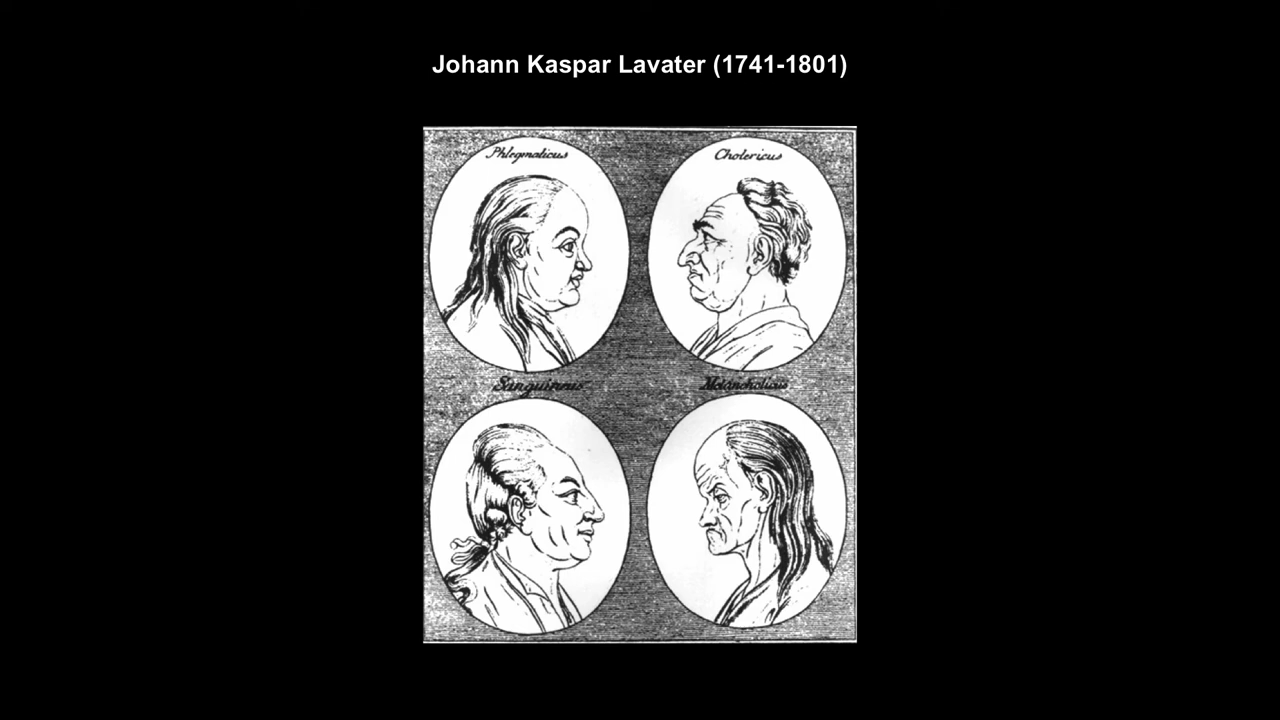 Johann Kaspar Lavater (1741-1801)
Phlegmaticus Cholericus
Sanguineus Melancholicus